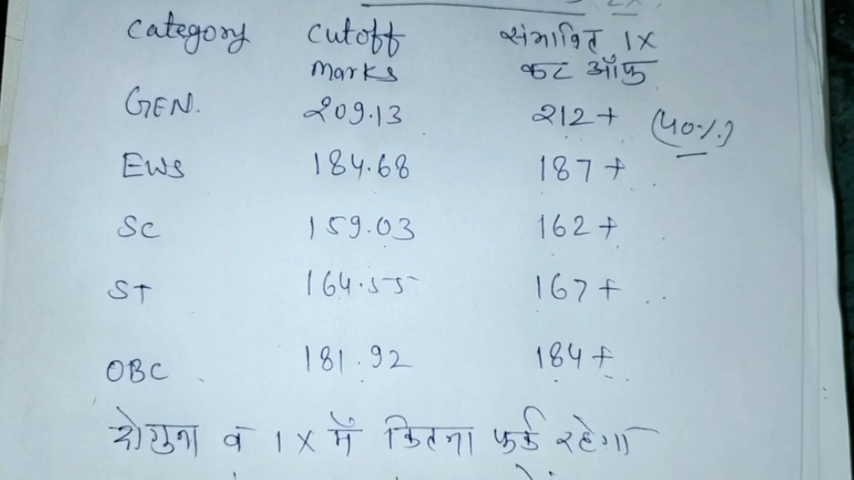 2x
Category Cutoff Marks संभावित 1X कट ऑफ
GEN. 209.13 212+ (40%)
EWS 184.68 187+
SC 159.03 162+
ST 164.55 167+
OBC 181.92 184+
दोगुना व 1X में कितना फर्क रहेगा